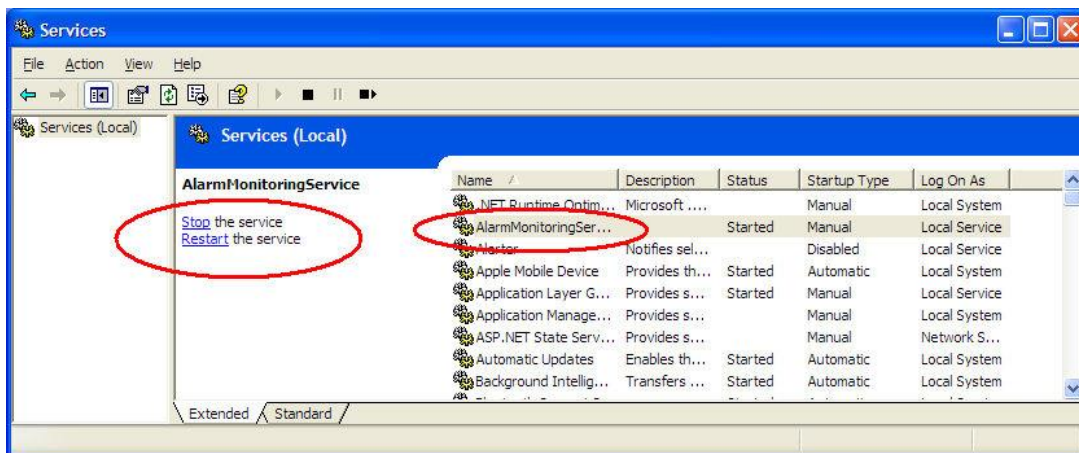 Services
File Action View Help
Services (Local)
Services (Local)
AlarmMonitoringService
Stop the service
Restart the service
Name Description Status Startup Type Log On As
.NET Runtime Optim... Microsoft .... Manual Local System
AlarmMonitoringSer... Started Manual Local Service
Alerter Notifies sel... Disabled Local Service
Apple Mobile Device Provides th... Started Automatic Local System
Application Layer G... Provides s... Started Manual Local Service
Application Manage... Provides s... Manual Local System
ASP.NET State Serv... Provides s... Manual Network S...
Automatic Updates Enables th... Started Automatic Local System
Background Intellig... Transfers ... Started Automatic Local System
Extended Standard